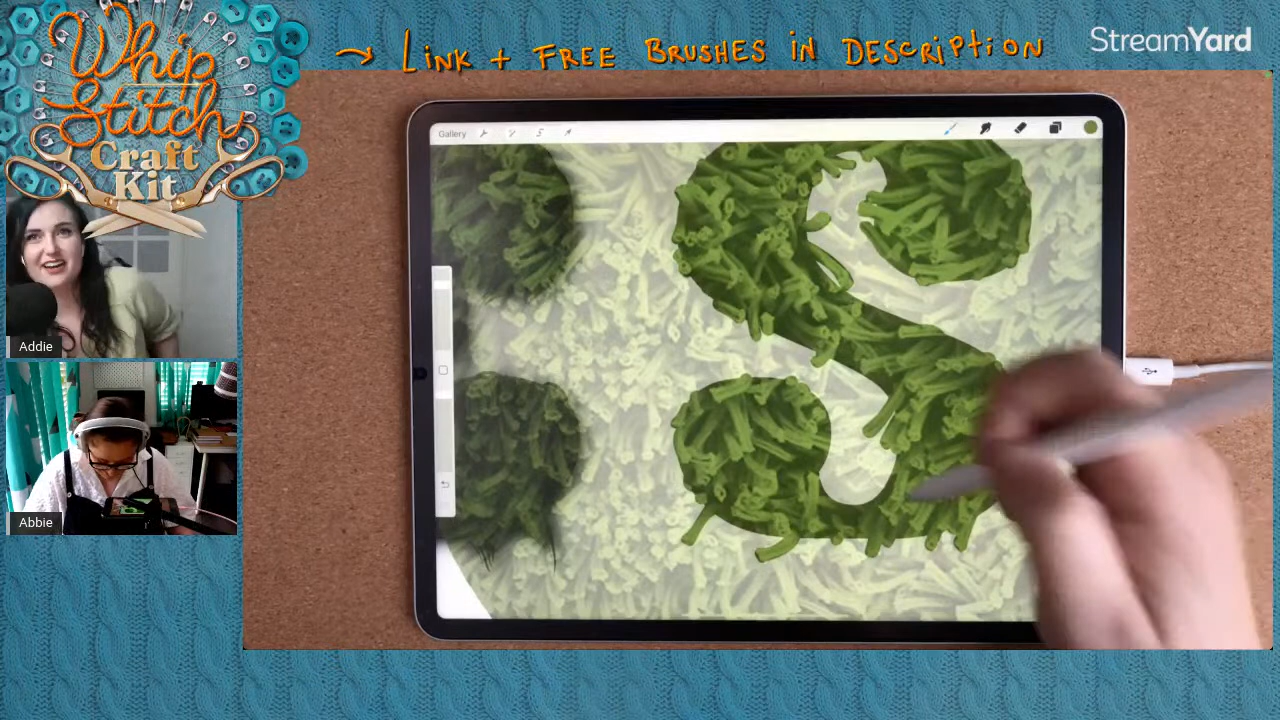 Whip
Stitch
Craft
Kit
→ LiNK + FREE BRUSHES iN DEScRiPtiON
StreamYard
Gallery
Addie
Abbie
S